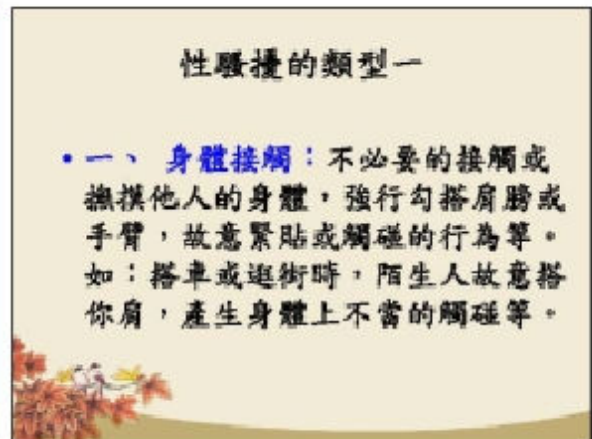 性騷擾的類型一
• 一、 身體接觸：不必要的接觸或
撫摸他人的身體，強行勾搭肩膀或
手臂，故意緊貼或觸碰的行為等。
如：搭車或逛街時，陌生人故意搭
你肩，產生身體上不當的觸碰等。